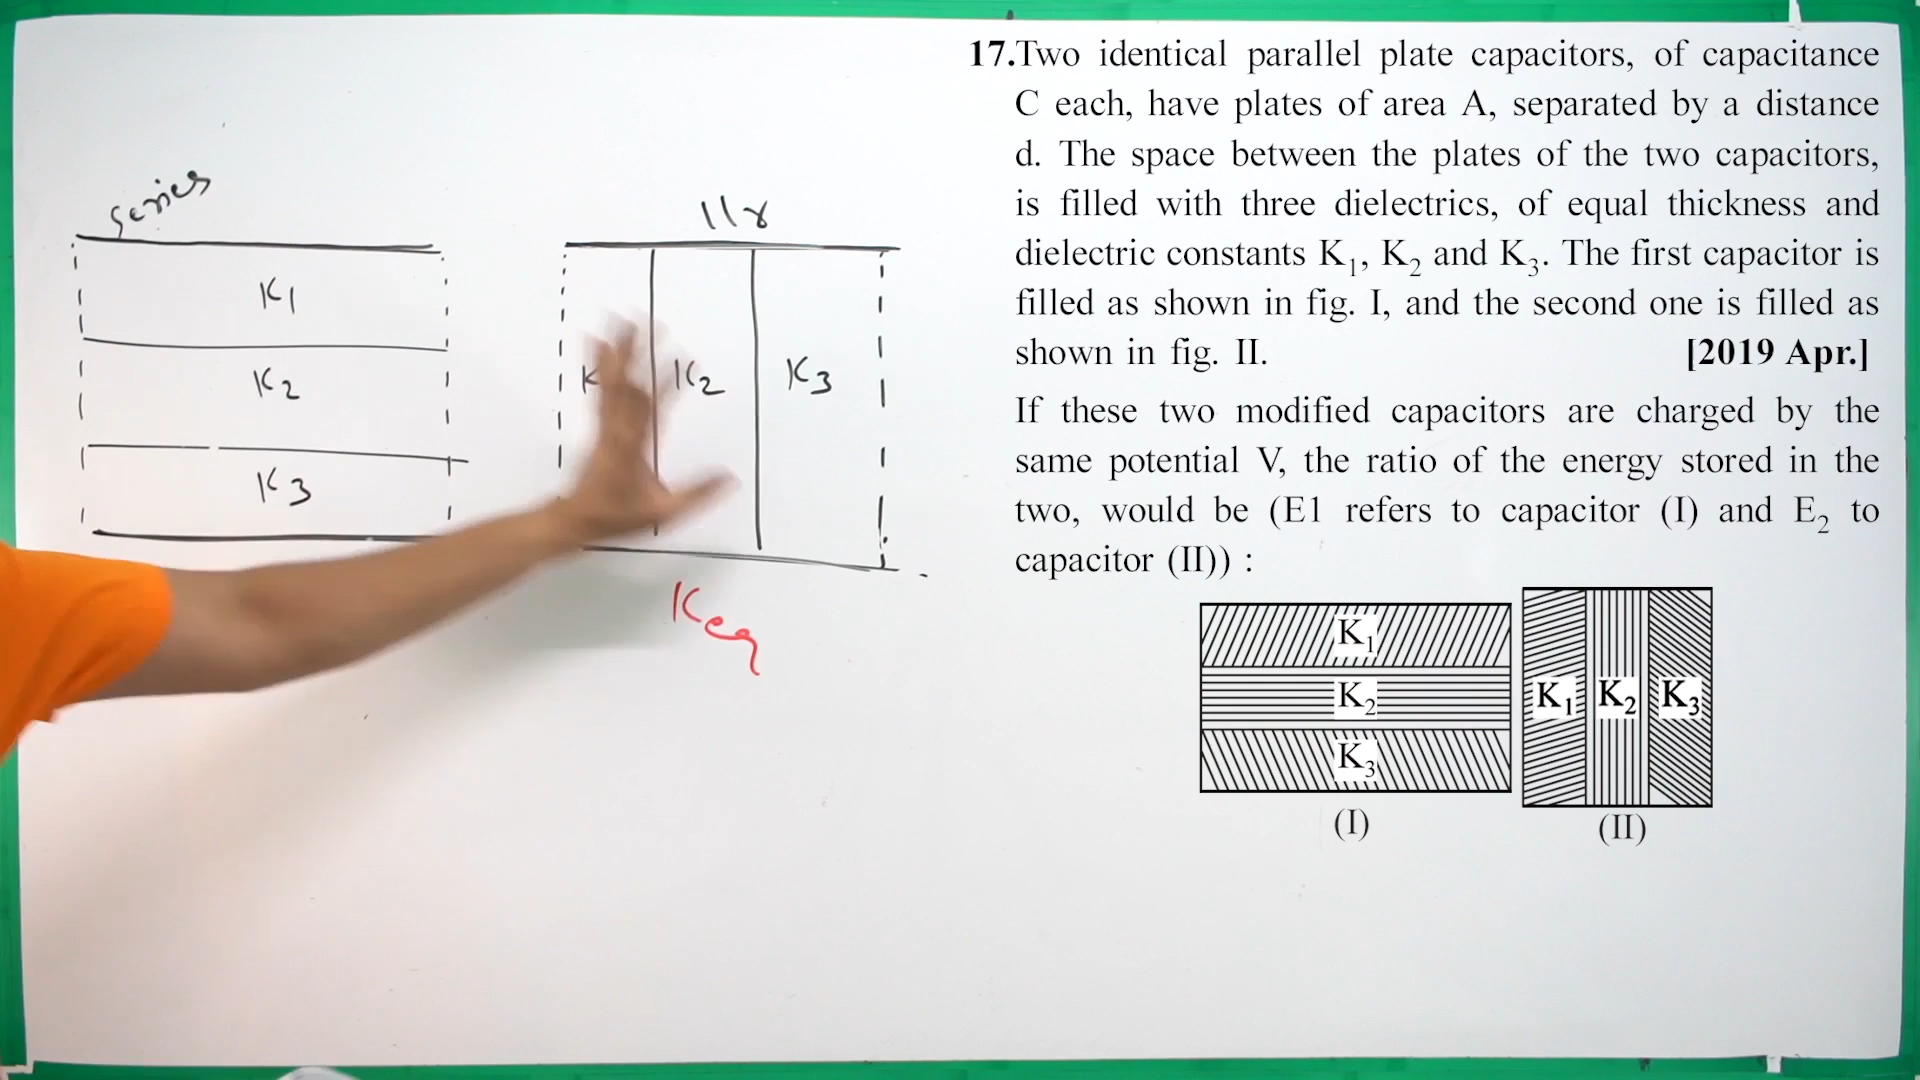 Series
K1
K2
K3
llr
K2
K3
Keq
17.Two identical parallel plate capacitors, of capacitance
C each, have plates of area A, separated by a distance
d. The space between the plates of the two capacitors,
is filled with three dielectrics, of equal thickness and
dielectric constants K₁, K₂ and K₃. The first capacitor is
filled as shown in fig. I, and the second one is filled as
shown in fig. II. [2019 Apr.]
If these two modified capacitors are charged by the
same potential V, the ratio of the energy stored in the
two, would be (E1 refers to capacitor (I) and E₂ to
capacitor (II)) :
K₁
K₂
K₃
(I)
K₁ K₂ K₃
(II)